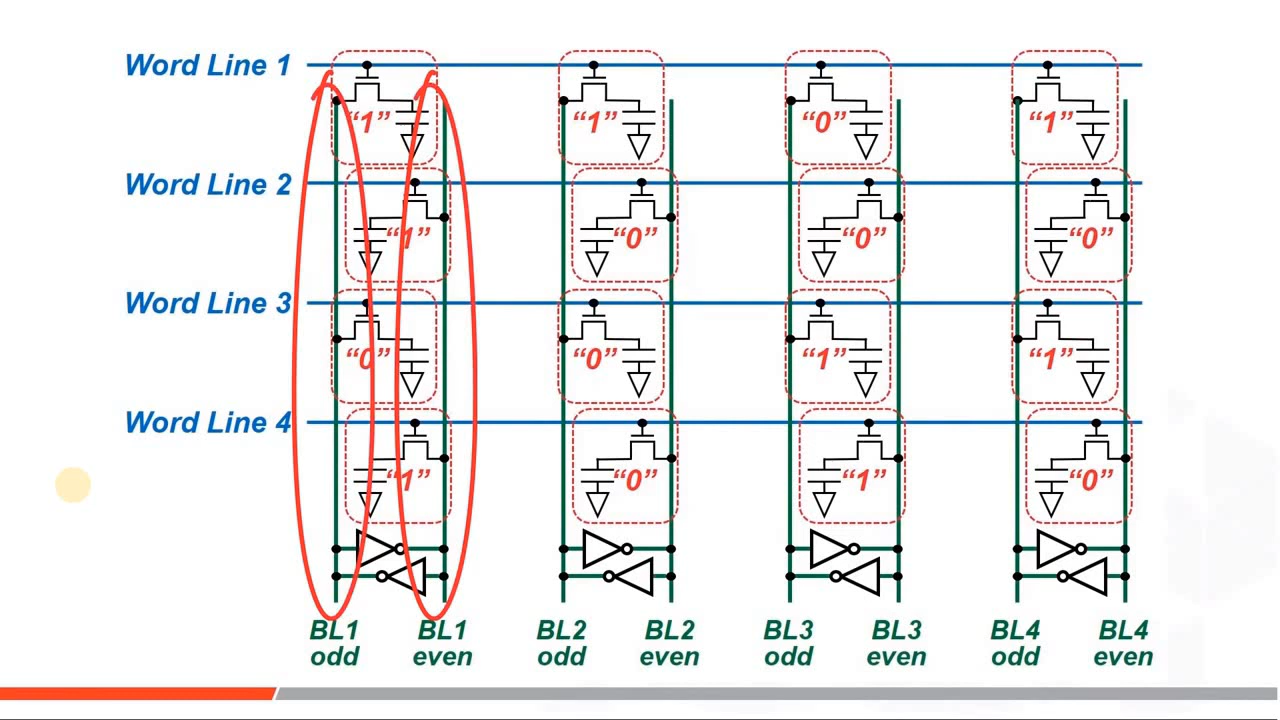 Word Line 1
“1” “1” “0” “1”
Word Line 2
“1” “0” “0” “0”
Word Line 3
“0” “0” “1” “1”
Word Line 4
“1” “0” “1” “0”
BL1 odd
BL1 even
BL2 odd
BL2 even
BL3 odd
BL3 even
BL4 odd
BL4 even